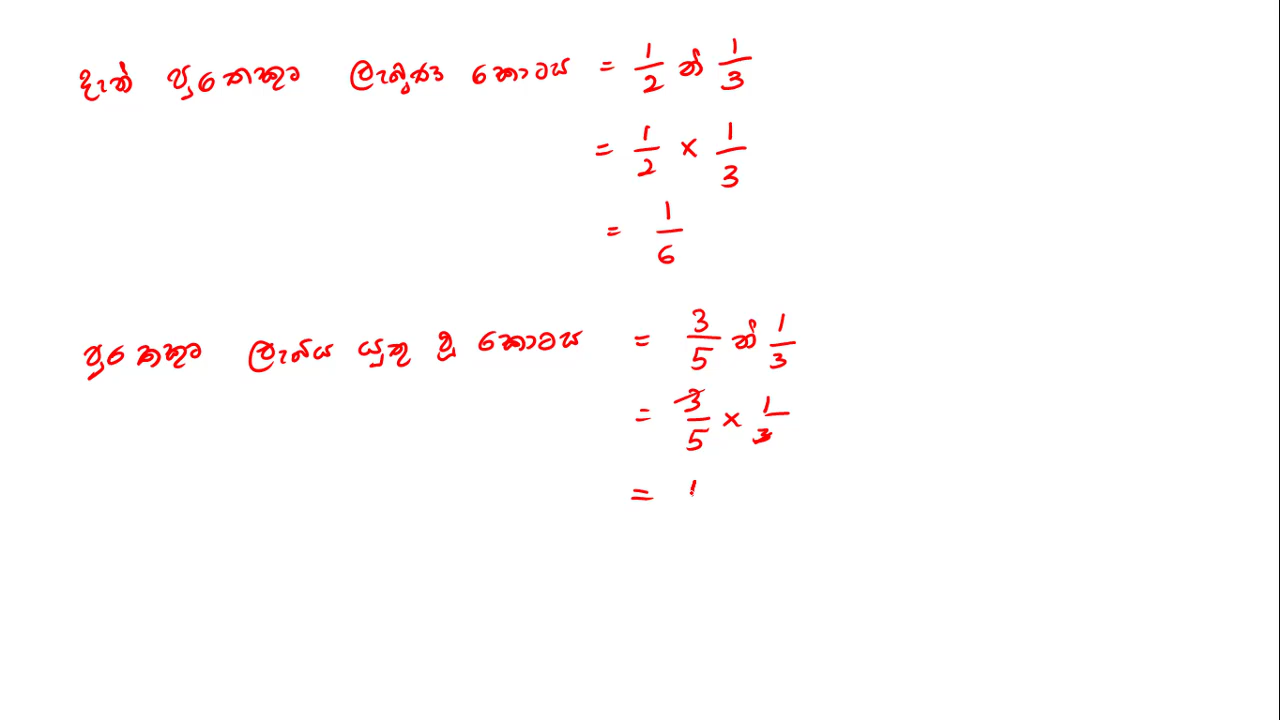 දැන් පුතෙකුට ලැබුණ කොටස = 1/2 න් 1/3
= 1/2 × 1/3
= 1/6
පුතෙකුට ලැබිය යුතු වූ කොටස = 3/5 න් 1/3
= 3/5 × 1/3
= 1